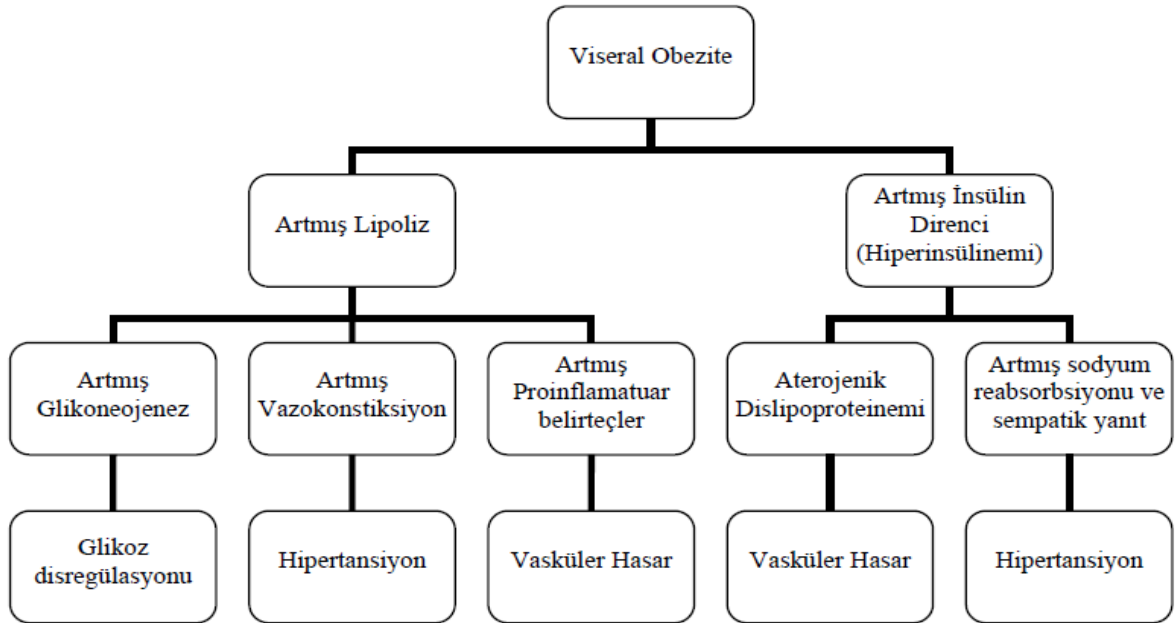 Viseral Obezite
Artmış Lipoliz
Artmış İnsülin
Direnci
(Hiperinsülinemi)
Artmış
Glikoneojenez
Artmış
Vazokonstiksiyon
Artmış
Proinflamatuar
belirteçler
Aterojenik
Dislipoproteinemi
Artmış sodyum
reabsorbsiyonu ve
sempatik yanıt
Glikoz
disregülasyonu
Hipertansiyon
Vasküler Hasar
Vasküler Hasar
Hipertansiyon